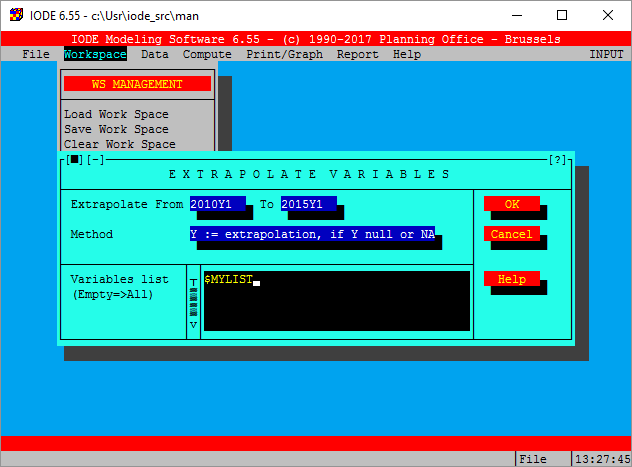 IODE 6.55 - c:\Usr\iode_src\man
IODE Modeling Software 6.55 - (c) 1990-2017 Planning Office - Brussels
File Workspace Data Compute Print/Graph Report Help INPUT
WS MANAGEMENT
Load Work Space
Save Work Space
Clear Work Space
[■][-] [?]
E X T R A P O L A T E V A R I A B L E S
Extrapolate From 2010Y1 To 2015Y1 OK
Method Y := extrapolation, if Y null or NA Cancel
Variables list $MYLIST Help
(Empty=>All)
v
File 13:27:45